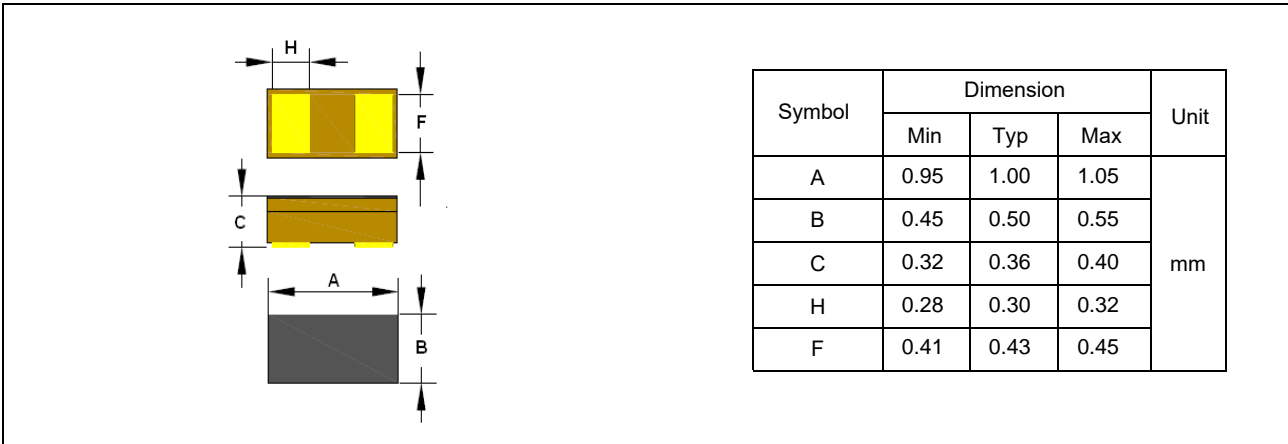 H
F
C
A
B
Symbol Dimension Unit
Min Typ Max
A 0.95 1.00 1.05
B 0.45 0.50 0.55
C 0.32 0.36 0.40 mm
H 0.28 0.30 0.32
F 0.41 0.43 0.45